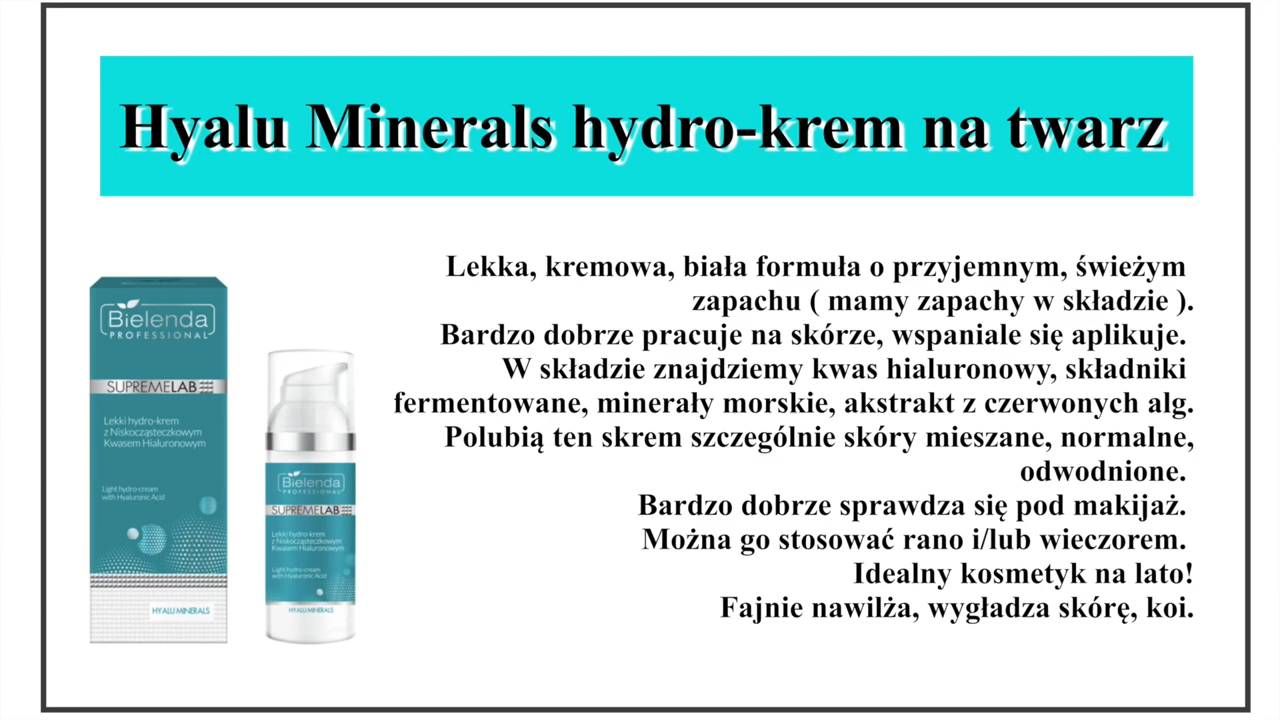 Hyalu Minerals hydro-krem na twarz
Lekka, kremowa, biała formuła o przyjemnym, świeżym
zapachu ( mamy zapachy w składzie ).
Bardzo dobrze pracuje na skórze, wspaniale się aplikuje.
W składzie znajdziemy kwas hialuronowy, składniki
fermentowane, minerały morskie, akstrakt z czerwonych alg.
Polubią ten skrem szczególnie skóry mieszane, normalne,
odwodnione.
Bardzo dobrze sprawdza się pod makijaż.
Można go stosować rano i/lub wieczorem.
Idealny kosmetyk na lato!
Fajnie nawilża, wygładza skórę, koi.
Bielenda
PROFESSIONAL
SUPREMELAB
Lekki hydro-krem
z Niskocząsteczkowym
Kwasem Hialuronowym
Light hydro-cream
with Hyaluronic Acid
HYALU MINERALS
Bielenda
PROFESSIONAL
SUPREMELAB
Lekki hydro-krem
z Niskocząsteczkowym
Kwasem Hialuronowym
Light hydro-cream
with Hyaluronic Acid
HYALU MINERALS